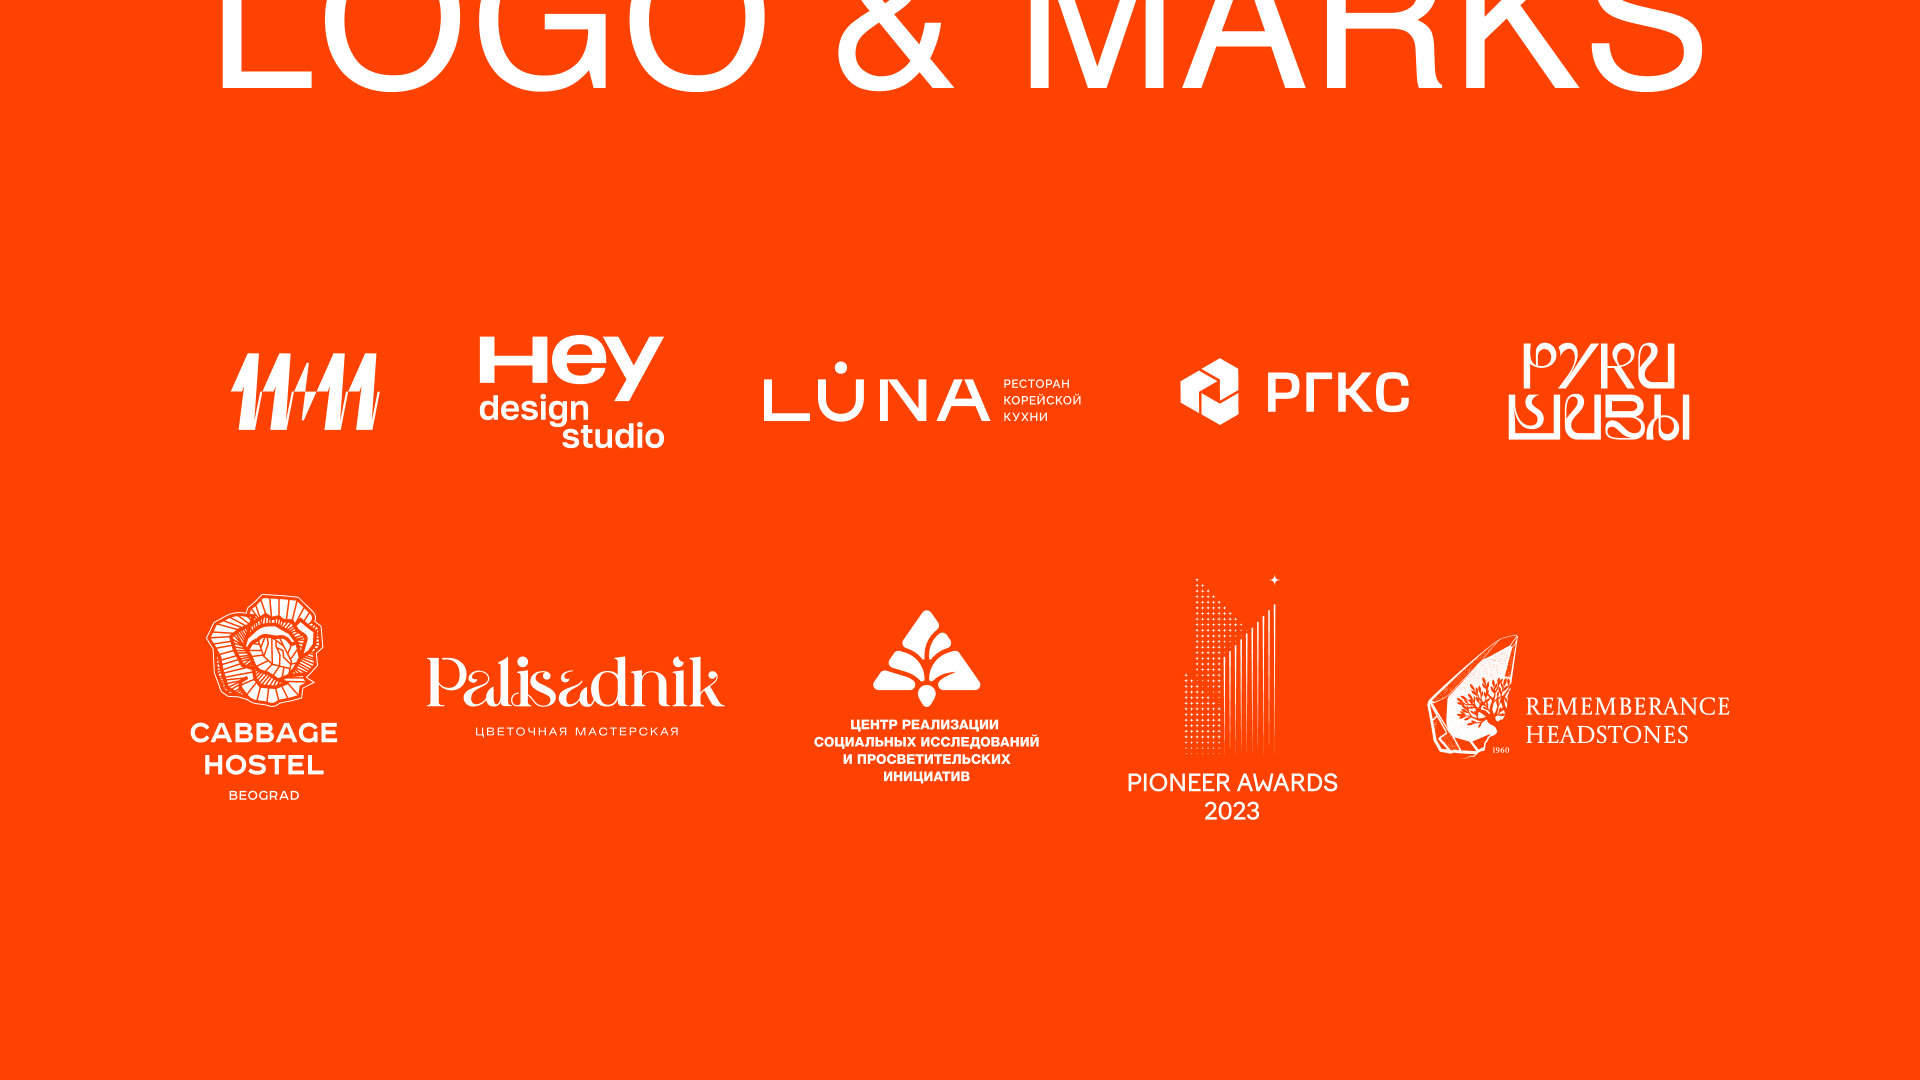 LOGO & MARKS
Hey
design
studio
LUNA
РЕСТОРАН
КОРЕЙСКОЙ
КУХНИ
РГКС
РУКИ
ЦИВЫ
CABBAGE
HOSTEL
BEOGRAD
Palisadnik
ЦВЕТОЧНАЯ МАСТЕРСКАЯ
ЦЕНТР РЕАЛИЗАЦИИ
СОЦИАЛЬНЫХ ИССЛЕДОВАНИЙ
И ПРОСВЕТИТЕЛЬСКИХ
ИНИЦИАТИВ
PIONEER AWARDS
2023
1960
REMEMBERANCE
HEADSTONES